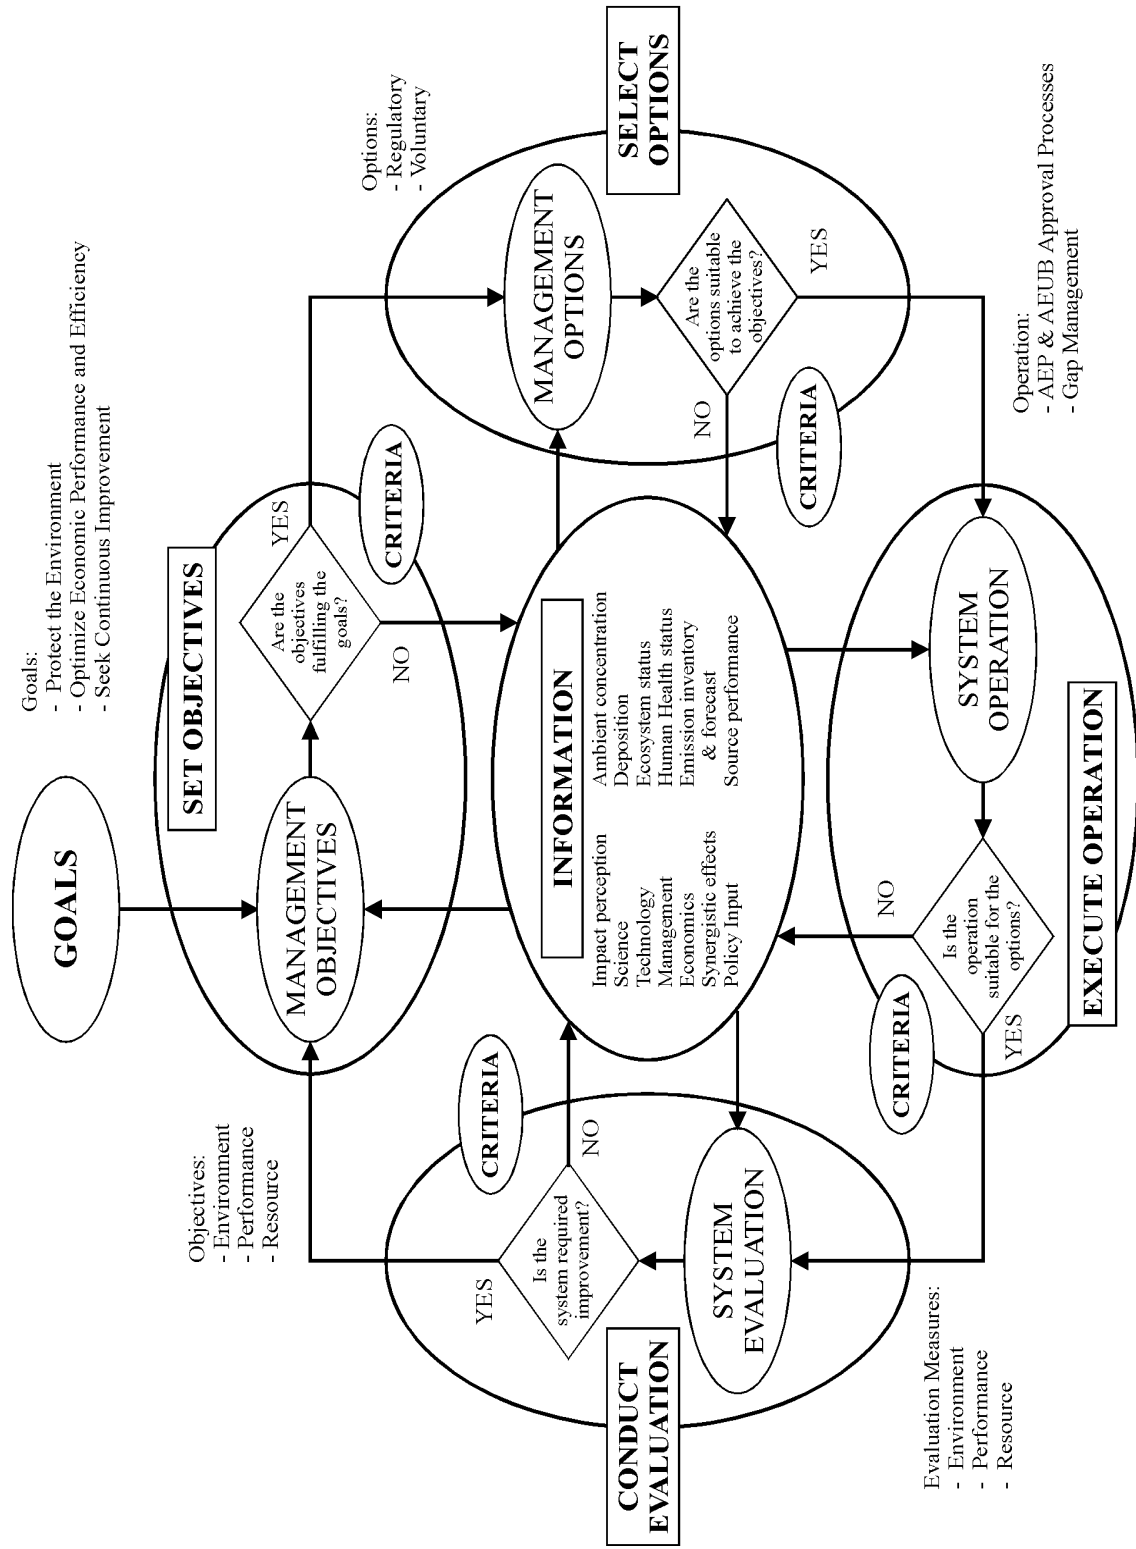 GOALS
Goals:
- Protect the Environment
- Optimize Economic Performance and Efficiency
- Seek Continuous Improvement
SET OBJECTIVES
MANAGEMENT
OBJECTIVES
Are the
objectives
fulfilling the
goals?
YES
NO
CRITERIA
Objectives:
- Environment
- Performance
- Resource
Options:
- Regulatory
- Voluntary
CONDUCT
EVALUATION
YES
Is the
system required
improvement?
NO
CRITERIA
SYSTEM
EVALUATION
INFORMATION
Impact perception
Science
Technology
Management
Economics
Synergistic effects
Policy Input
Ambient concentration
Deposition
Ecosystem status
Human Health status
Emission inventory
& forecast
Source performance
MANAGEMENT
OPTIONS
SELECT
OPTIONS
Are the
options suitable
to achieve the
objectives?
NO
YES
CRITERIA
Evaluation Measures:
- Environment
- Performance
- Resource
CRITERIA
NO
Is the
operation
suitable for the
options?
YES
SYSTEM
OPERATION
EXECUTE OPERATION
Operation:
- AEP & AEUB Approval Processes
- Gap Management